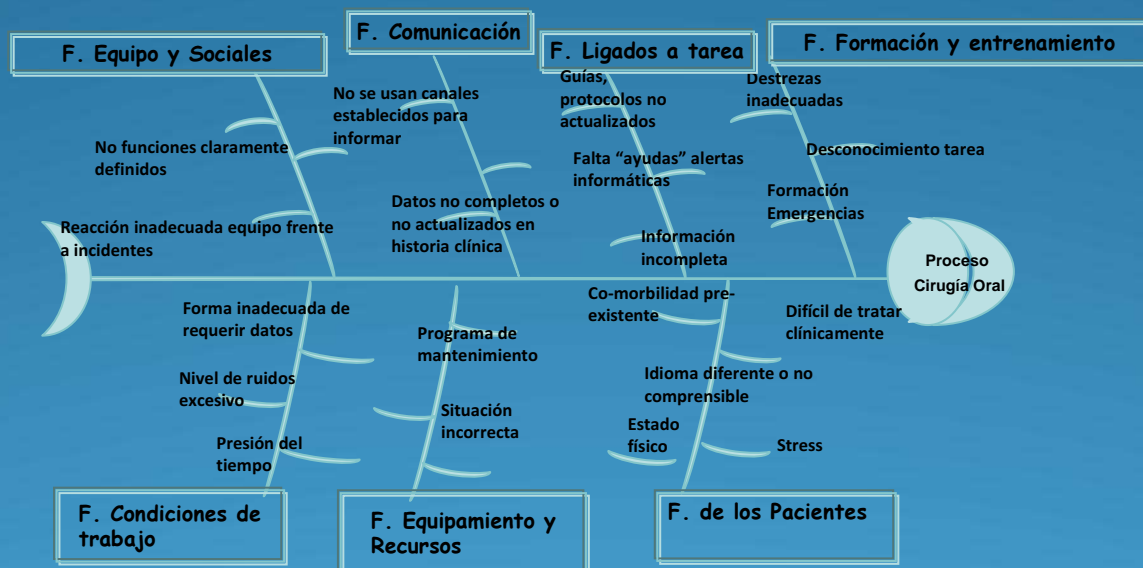 F. Equipo y Sociales
F. Comunicación
F. Ligados a tarea
F. Formación y entrenamiento
No funciones claramente
definidos
Reacción inadecuada equipo frente
a incidentes
No se usan canales
establecidos para
informar
Datos no completos o
no actualizados en
historia clínica
Guías,
protocolos no
actualizados
Falta “ayudas” alertas
informáticas
Información
incompleta
Destrezas
inadecuadas
Desconocimiento tarea
Formación
Emergencias
Proceso
Cirugía Oral
Forma inadecuada de
requerir datos
Nivel de ruidos
excesivo
Presión del
tiempo
Programa de
mantenimiento
Situación
incorrecta
Co-morbilidad pre-
existente
Difícil de tratar
clínicamente
Idioma diferente o no
comprensible
Estado
físico
Stress
F. Condiciones de
trabajo
F. Equipamiento y
Recursos
F. de los Pacientes